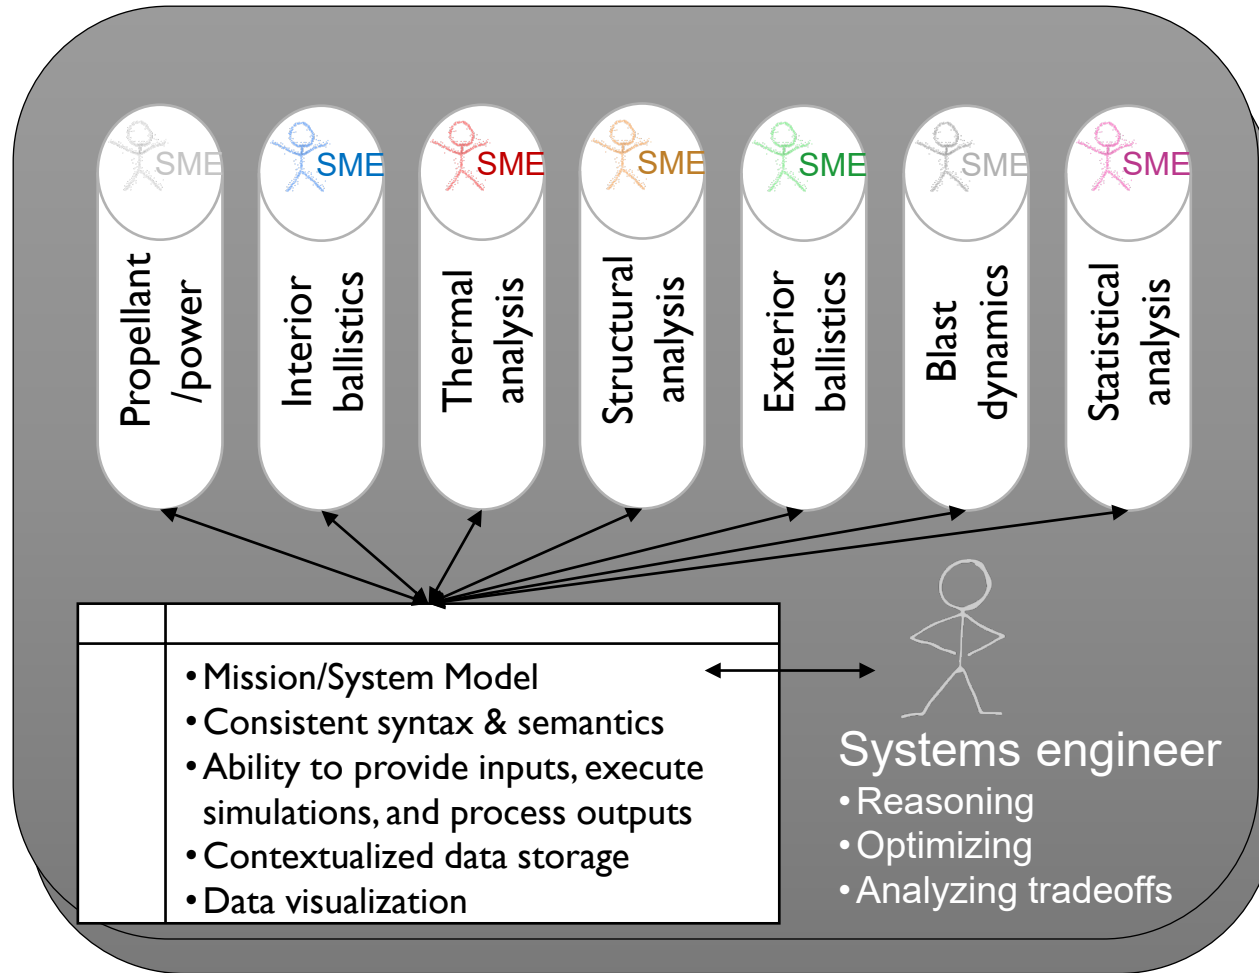 SME
SME
SME
SME
SME
SME
SME
Propellant
/power
Interior
ballistics
Thermal
analysis
Structural
analysis
Exterior
ballistics
Blast
dynamics
Statistical
analysis
•Mission/System Model
•Consistent syntax & semantics
•Ability to provide inputs, execute
simulations, and process outputs
•Contextualized data storage
•Data visualization
Systems engineer
•Reasoning
•Optimizing
•Analyzing tradeoffs